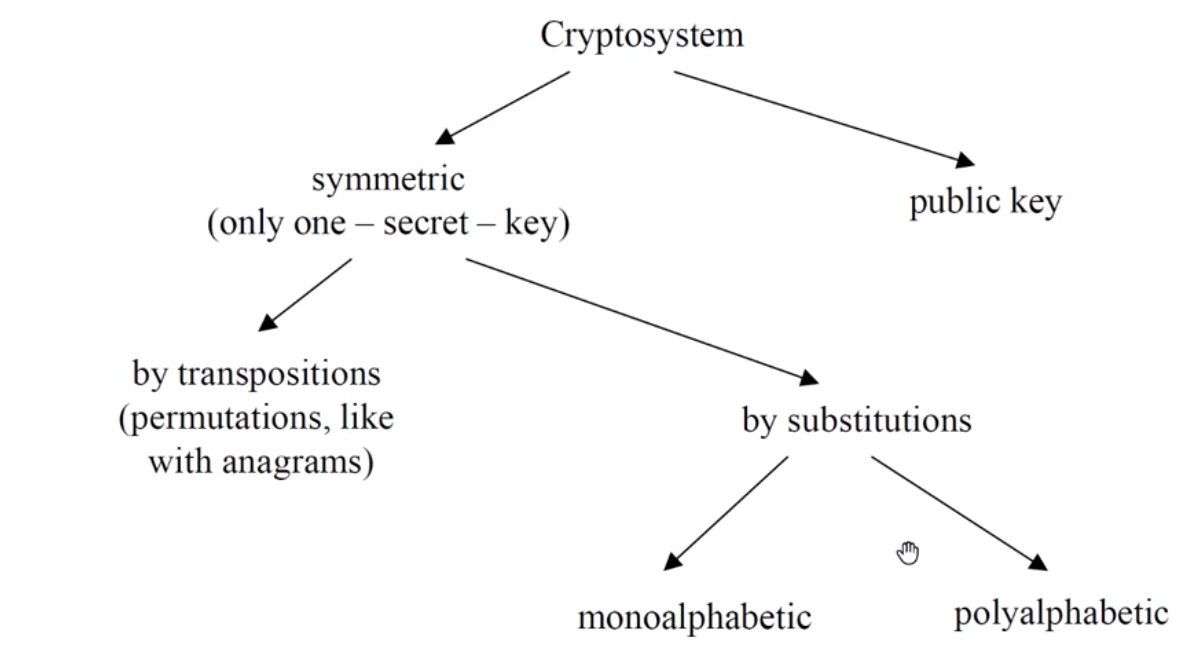 Cryptosystem
symmetric
(only one – secret – key)
public key
by transpositions
(permutations, like
with anagrams)
by substitutions
monoalphabetic
polyalphabetic